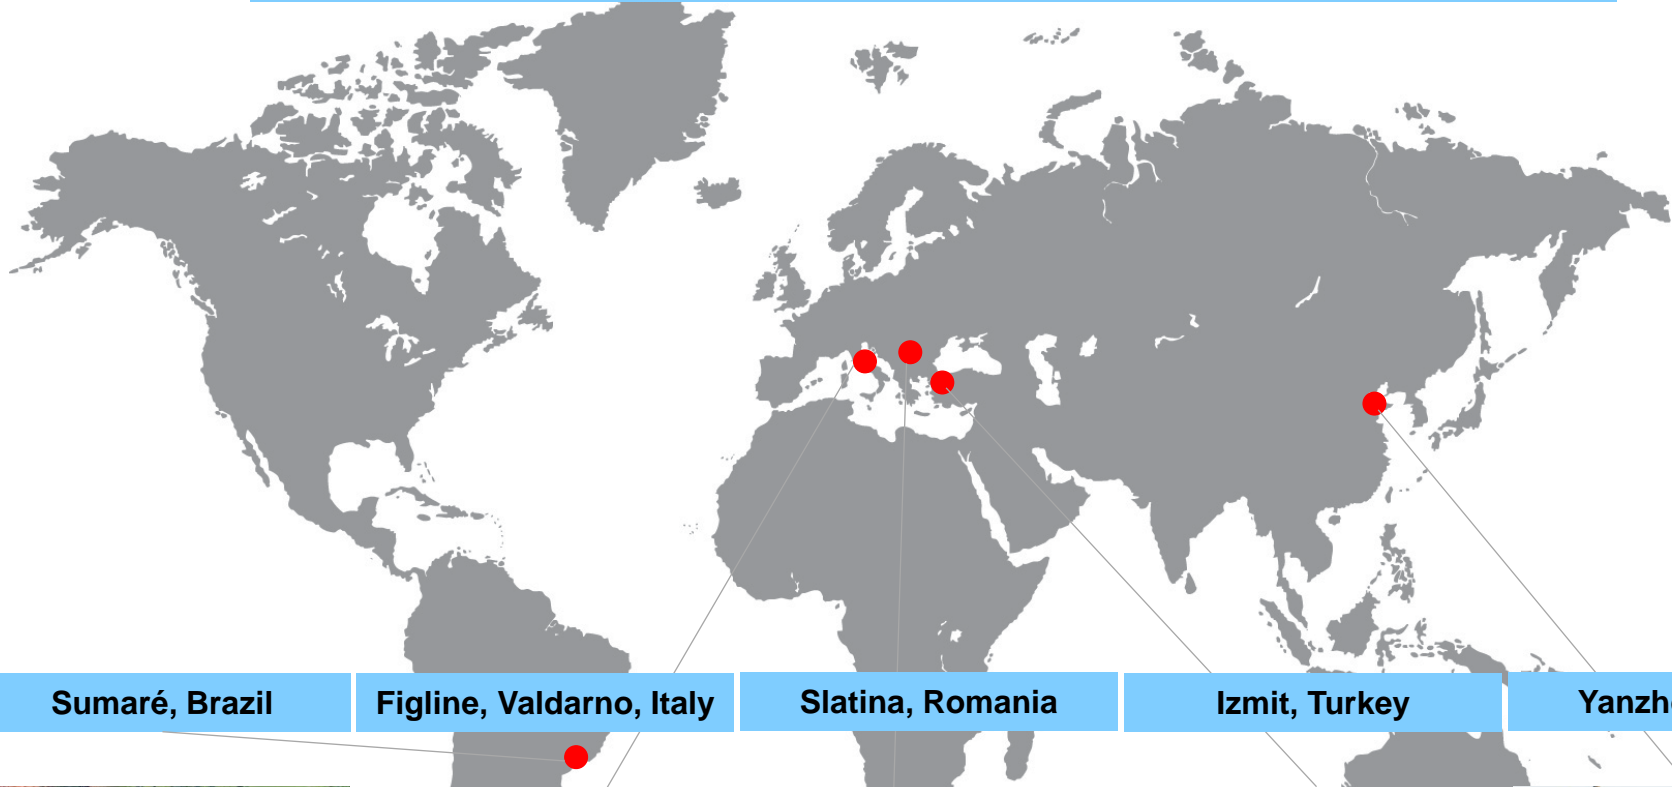 Sumaré, Brazil
Figline, Valdarno, Italy
Slatina, Romania
Izmit, Turkey